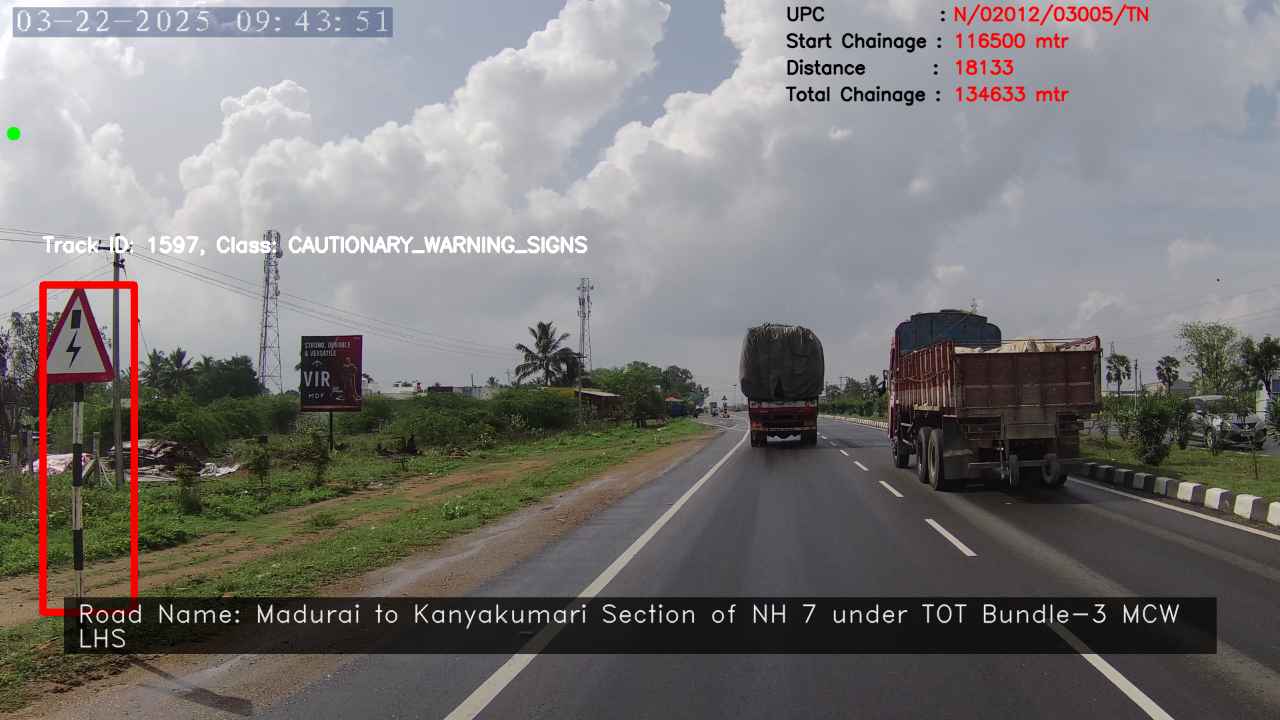 03-22-2025 09:43:51
UPC : N/02012/03005/TN
Start Chainage : 116500 mtr
Distance : 18133
Total Chainage : 134633 mtr
Track ID: 1597, Class: CAUTIONARY_WARNING_SIGNS
STRONG, DURABLE
& VERSATILE
VIR
MDF
Road Name: Madurai to Kanyakumari Section of NH 7 under TOT Bundle-3 MCW
LHS